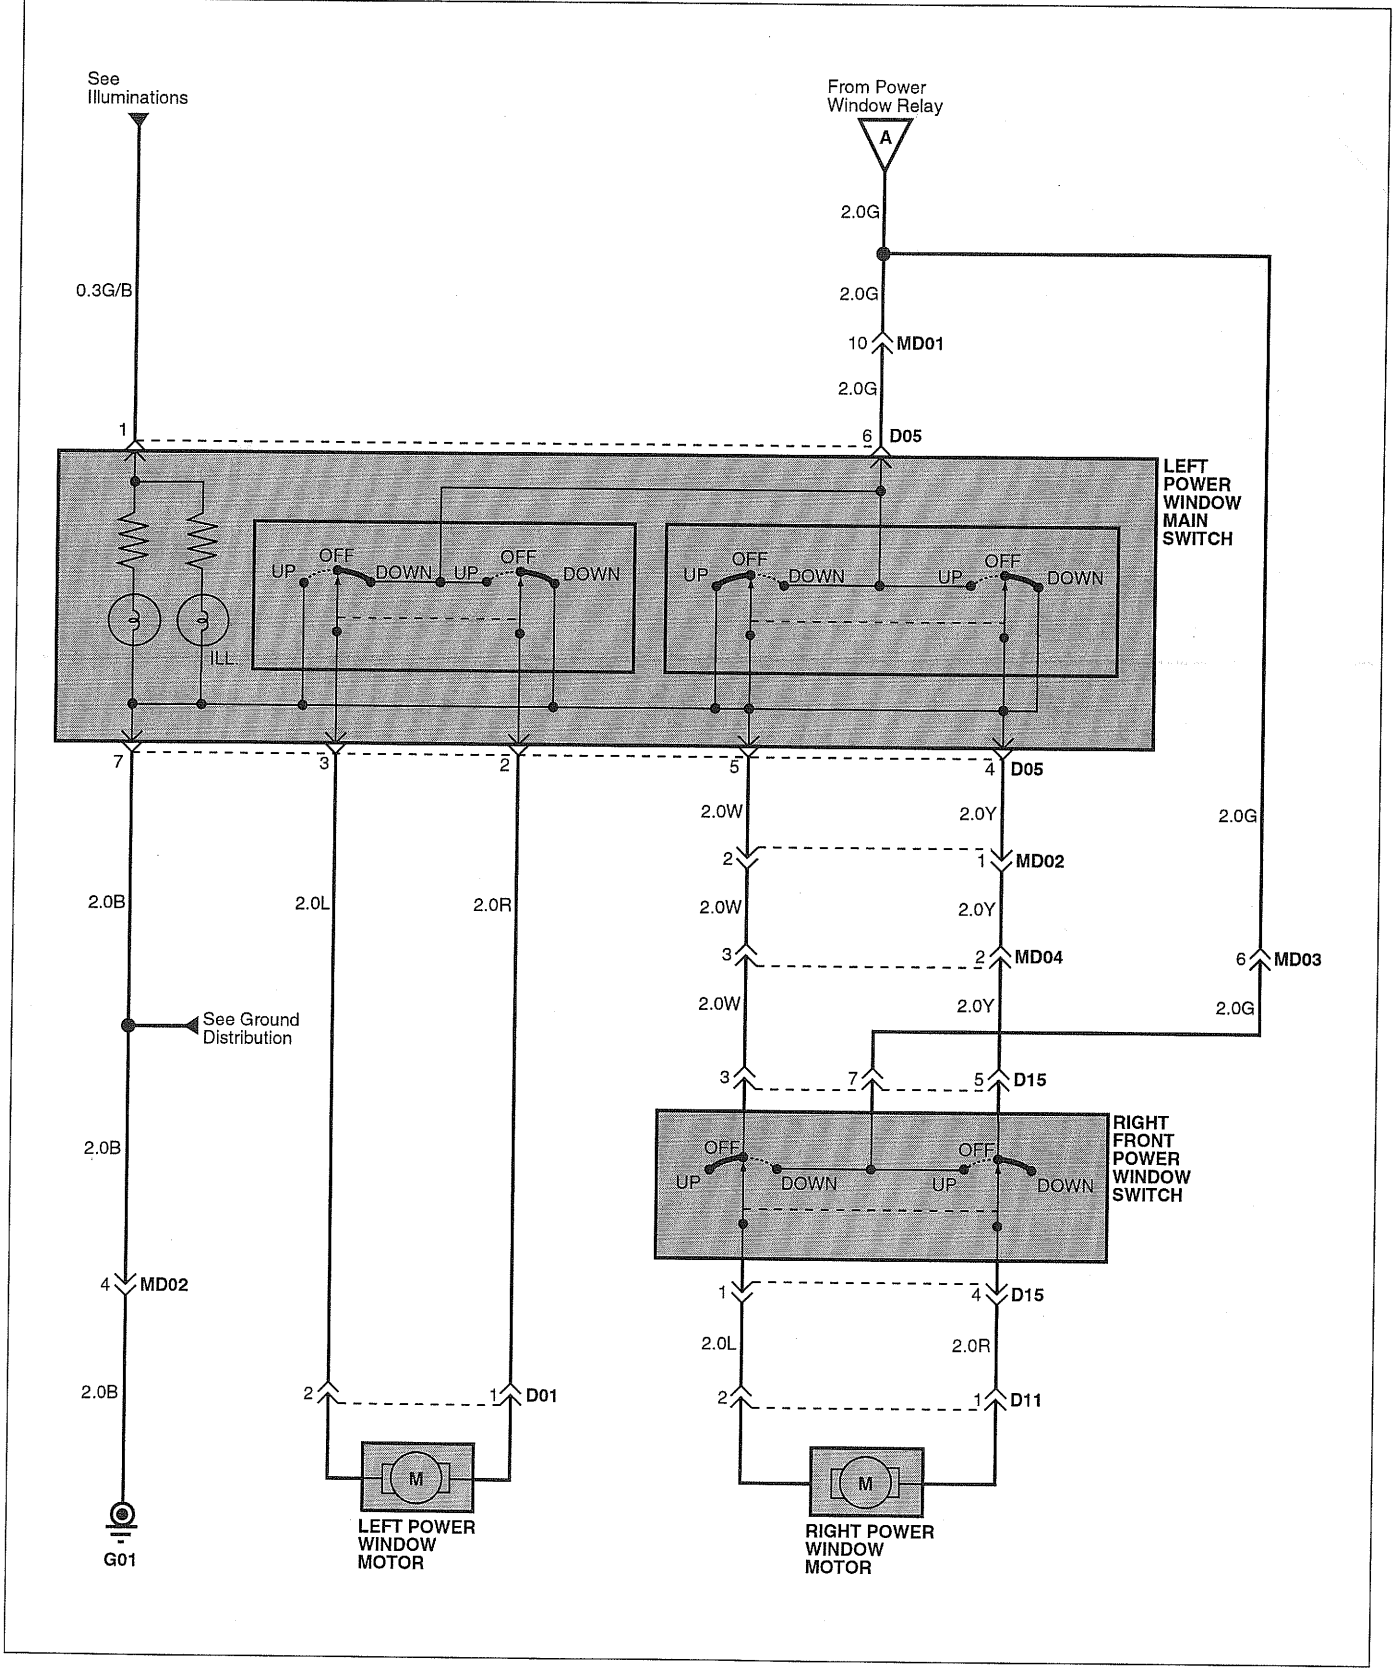 See
Illuminations
From Power
Window Relay
A
2.0G
0.3G/B
2.0G
10 MD01
2.0G
1
6 D05
LEFT
POWER
WINDOW
MAIN
SWITCH
UP OFF DOWN UP OFF DOWN
UP OFF DOWN UP OFF DOWN
ILL.
7 3 2 5 4 D05
2.0W 2.0Y 2.0G
2 1 MD02
2.0B 2.0L 2.0R 2.0W 2.0Y
3 2 MD04 6 MD03
2.0W 2.0Y 2.0G
See Ground
Distribution
3 7 5 D15
RIGHT
FRONT
POWER
WINDOW
SWITCH
2.0B
OFF UP DOWN OFF UP DOWN
4 MD02
1 4 D15
2.0L 2.0R
2.0B
2 1 D01
2 1 D11
M
M
LEFT POWER
WINDOW
MOTOR
RIGHT POWER
WINDOW
MOTOR
G01